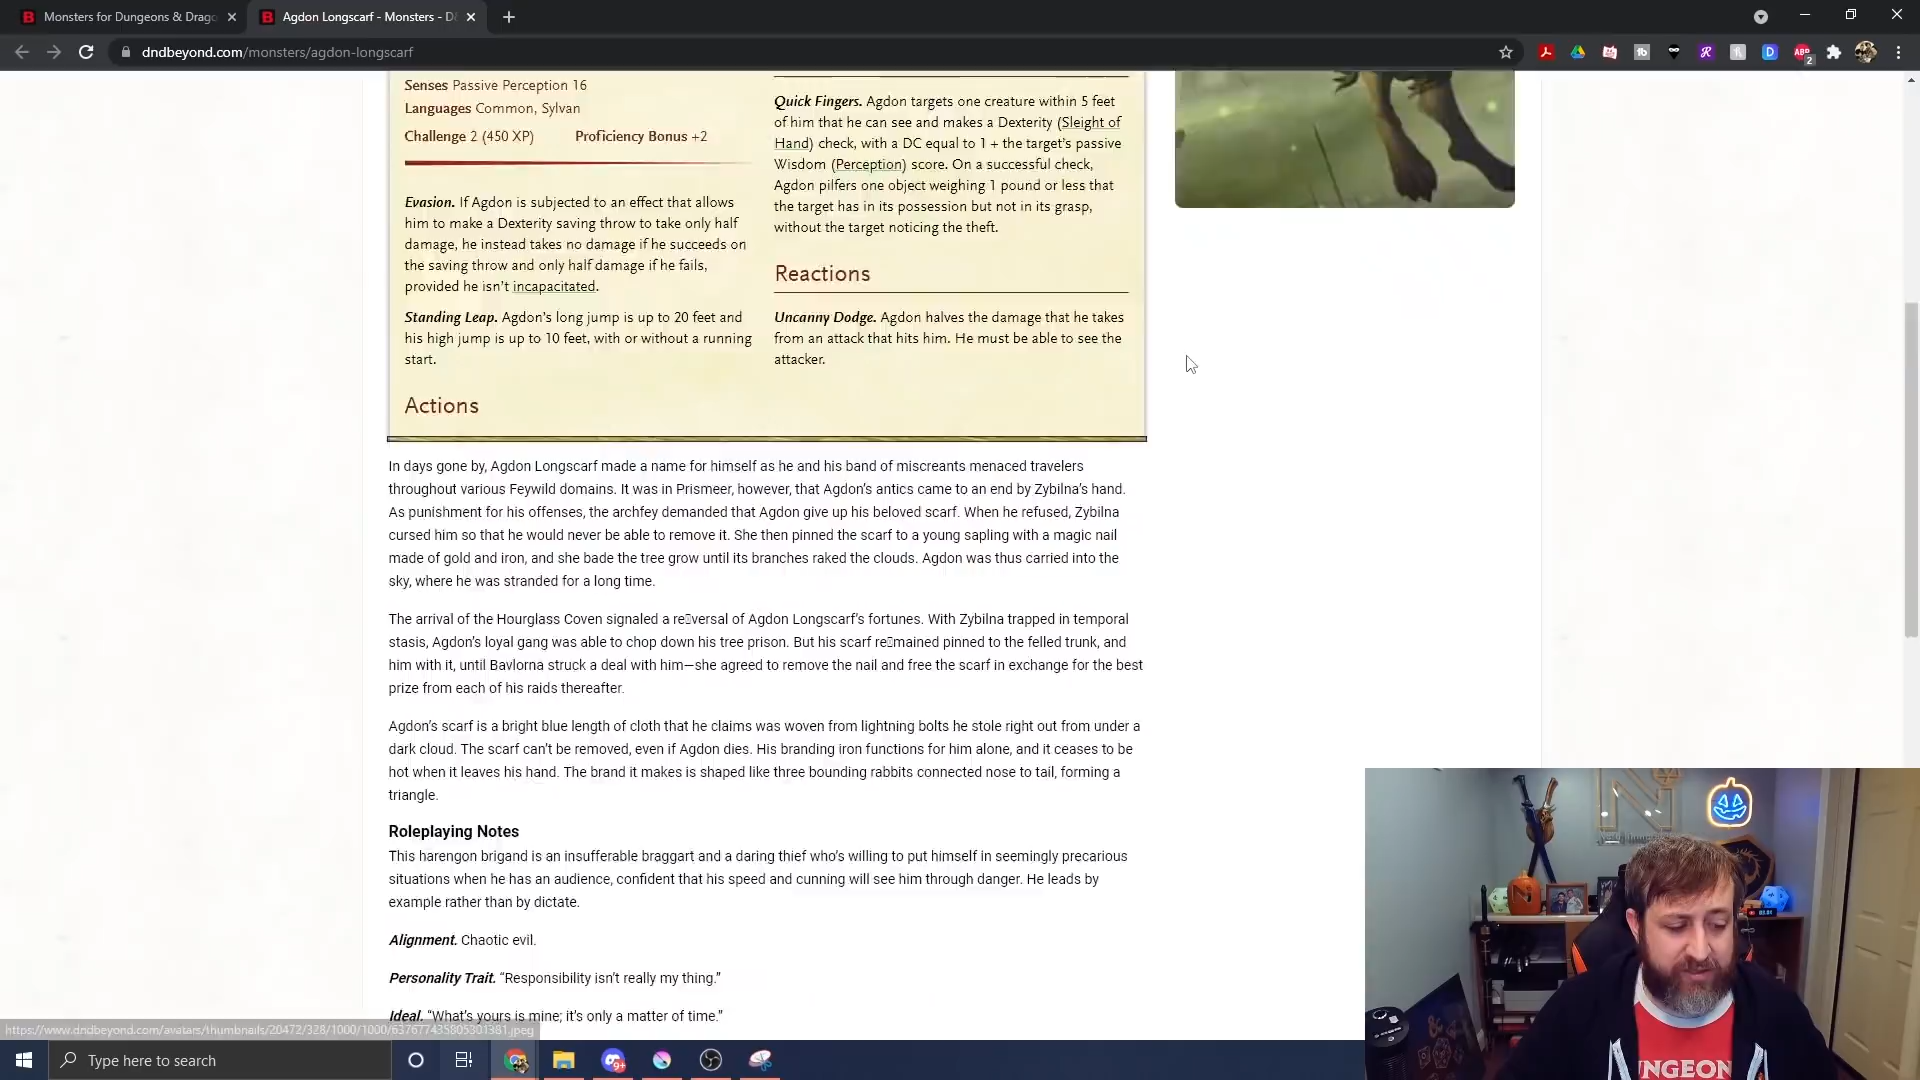 Monsters for Dungeons & Drago
Agdon Longscarf - Monsters - D&
dndbeyond.com/monsters/agdon-longscarf
Senses Passive Perception 16
Languages Common, Sylvan
Challenge 2 (450 XP) Proficiency Bonus +2
Evasion. If Agdon is subjected to an effect that allows
him to make a Dexterity saving throw to take only half
damage, he instead takes no damage if he succeeds on
the saving throw and only half damage if he fails,
provided he isn't incapacitated.
Standing Leap. Agdon's long jump is up to 20 feet and
his high jump is up to 10 feet, with or without a running
start.
Actions
Quick Fingers. Agdon targets one creature within 5 feet
of him that he can see and makes a Dexterity (Sleight of
Hand) check, with a DC equal to 1 + the target's passive
Wisdom (Perception) score. On a successful check,
Agdon pilfers one object weighing 1 pound or less that
the target has in its possession but not in its grasp,
without the target noticing the theft.
Reactions
Uncanny Dodge. Agdon halves the damage that he takes
from an attack that hits him. He must be able to see the
attacker.
In days gone by, Agdon Longscarf made a name for himself as he and his band of miscreants menaced travelers
throughout various Feywild domains. It was in Prismeer, however, that Agdon's antics came to an end by Zybilna's hand.
As punishment for his offenses, the archfey demanded that Agdon give up his beloved scarf. When he refused, Zybilna
cursed him so that he would never be able to remove it. She then pinned the scarf to a young sapling with a magic nail
made of gold and iron, and she bade the tree grow until its branches raked the clouds. Agdon was thus carried into the
sky, where he was stranded for a long time.
The arrival of the Hourglass Coven signaled a re▯versal of Agdon Longscarf's fortunes. With Zybilna trapped in temporal
stasis, Agdon's loyal gang was able to chop down his tree prison. But his scarf re▯mained pinned to the felled trunk, and
him with it, until Bavlorna struck a deal with him—she agreed to remove the nail and free the scarf in exchange for the best
prize from each of his raids thereafter.
Agdon's scarf is a bright blue length of cloth that he claims was woven from lightning bolts he stole right out from under a
dark cloud. The scarf can't be removed, even if Agdon dies. His branding iron functions for him alone, and it ceases to be
hot when it leaves his hand. The brand it makes is shaped like three bounding rabbits connected nose to tail, forming a
triangle.
Roleplaying Notes
This harengon brigand is an insufferable braggart and a daring thief who's willing to put himself in seemingly precarious
situations when he has an audience, confident that his speed and cunning will see him through danger. He leads by
example rather than by dictate.
Alignment. Chaotic evil.
Personality Trait. “Responsibility isn't really my thing.”
Ideal. “What's yours is mine; it's only a matter of time.”
https://www.dndbeyond.com/avatars/thumbnails/20472/328/1000/1000/637677435805301381.jpeg
Type here to search
UNGEON